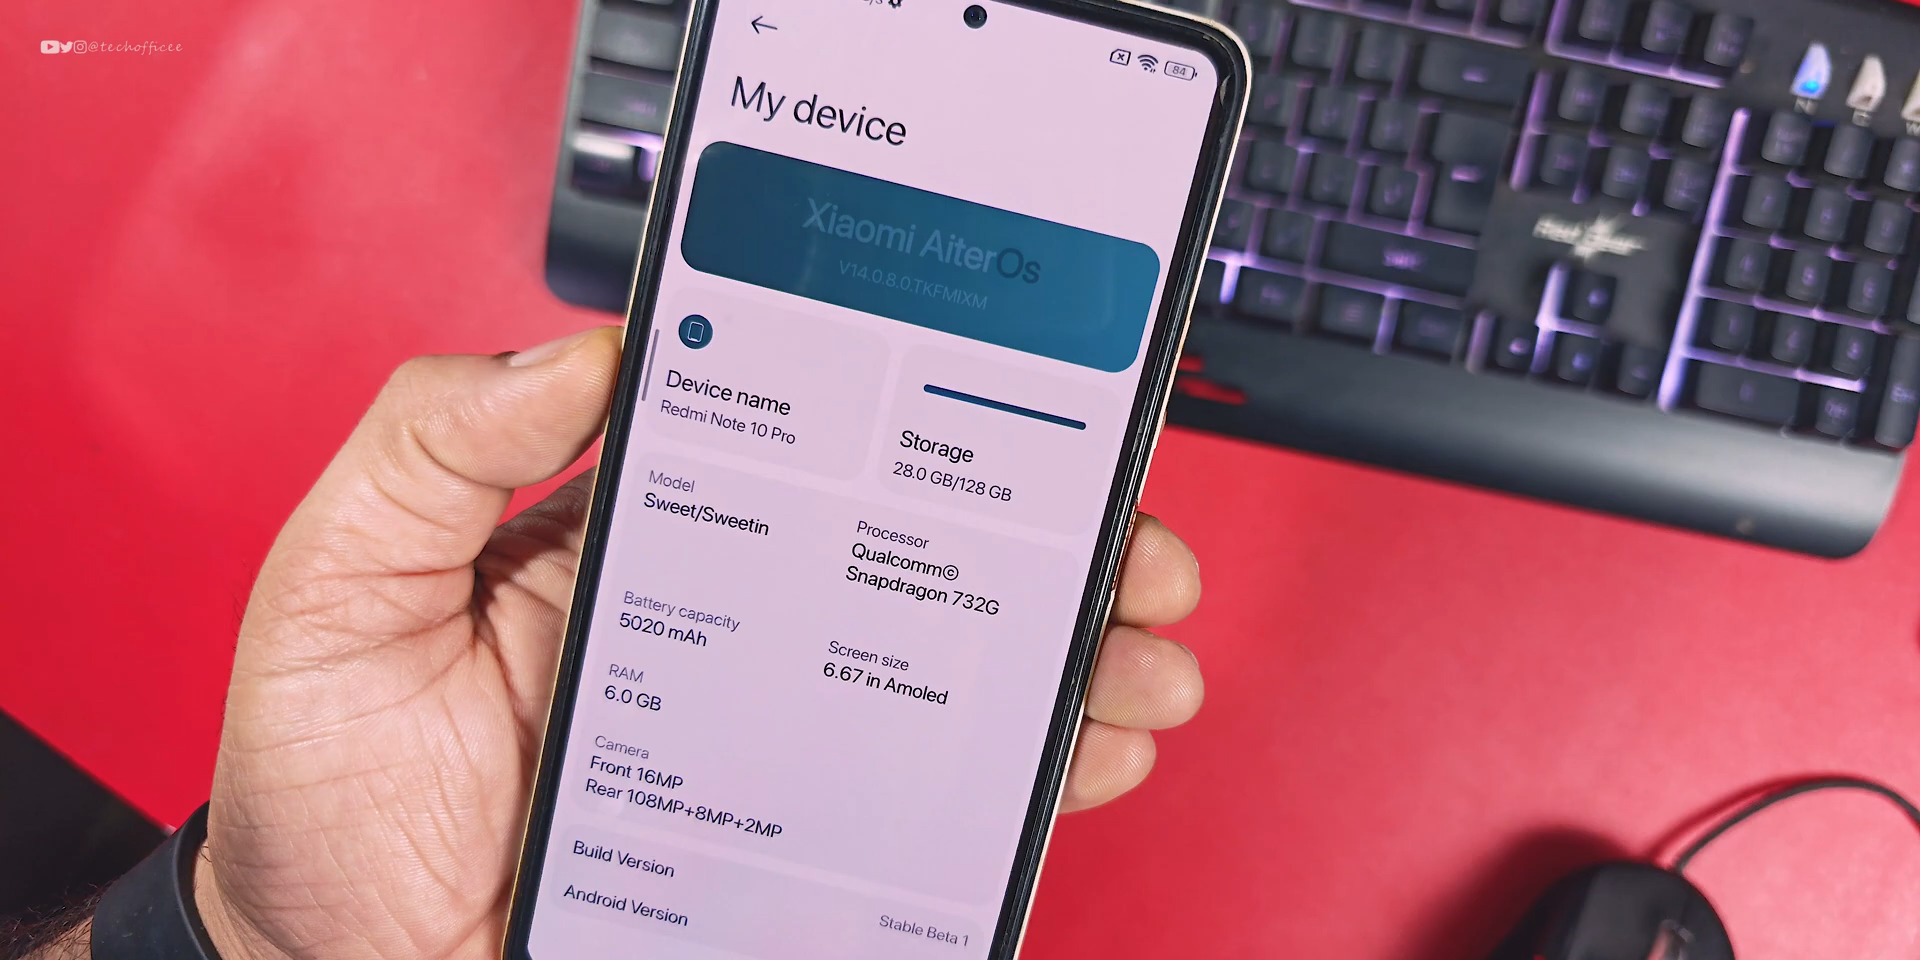 @techofficee
84
My device
Xiaomi AiterOs
V14.0.8.0.TKFMIXM
Device name
Redmi Note 10 Pro
Storage
28.0 GB/128 GB
Model
Sweet/Sweetin
Processor
Qualcomm©
Snapdragon 732G
Battery capacity
5020 mAh
Screen size
6.67 in Amoled
RAM
6.0 GB
Camera
Front 16MP
Rear 108MP+8MP+2MP
Build Version
Stable Beta 1
Android Version